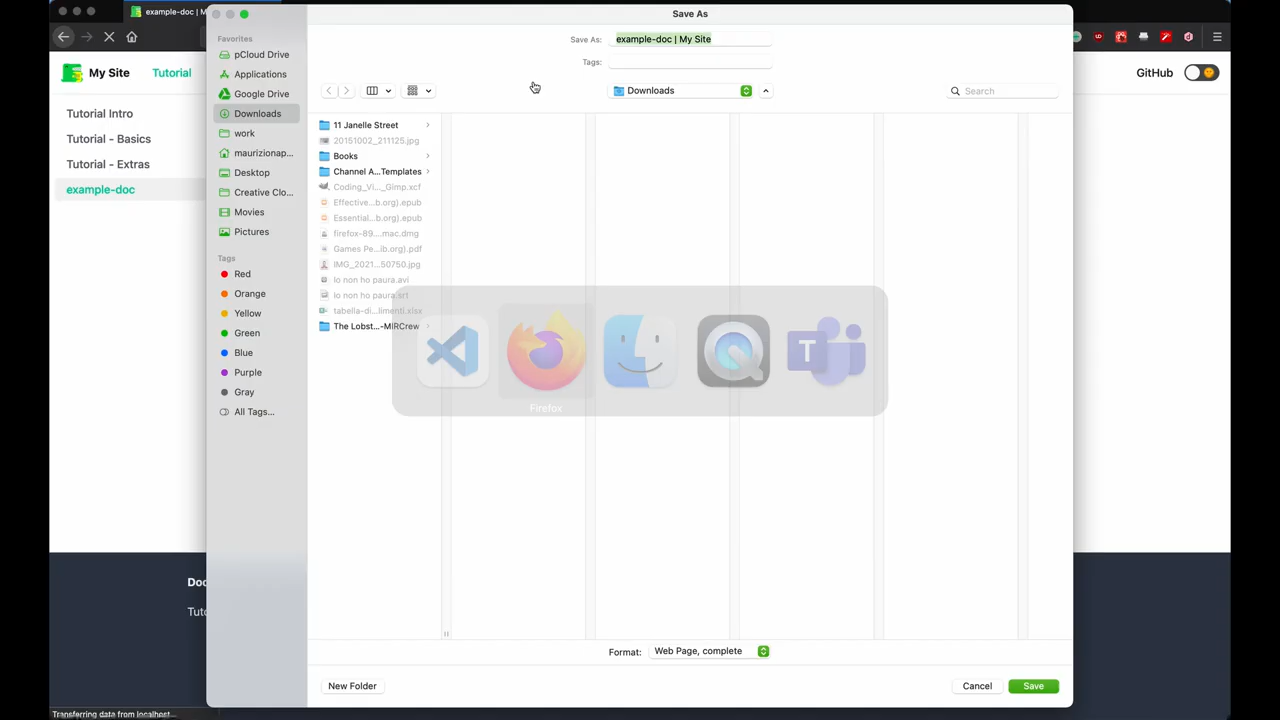 example-doc | M
Save As
My Site
Tutorial
GitHub
Favorites
pCloud Drive
Applications
Google Drive
Downloads
work
maurizionap...
Desktop
Creative Clo...
Movies
Pictures
Tags
Red
Orange
Yellow
Green
Blue
Purple
Gray
All Tags...
Save As:
example-doc | My Site
Tags:
Downloads
Search
Tutorial Intro
Tutorial - Basics
Tutorial - Extras
example-doc
11 Janelle Street
20151002_211125.jpg
Books
Channel A...Templates
Coding_Vi..._Gimp.xcf
Effective...b.org).epub
Essential...b.org).epub
firefox-89....mac.dmg
Games Pe...ib.org).pdf
IMG_2021...50750.jpg
Io non ho paura.avi
Io non ho paura.srt
tabella-di...limenti.xlsx
The Lobst...-MIRCrew
T
Firefox
Doc
Tuto
Format:
Web Page, complete
New Folder
Cancel
Save
Transferring data from localhost...